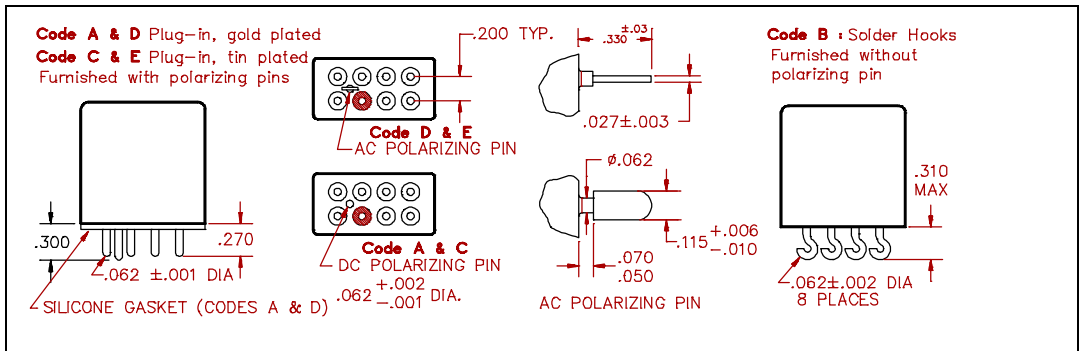 Code A & D Plug-in, gold plated
Code C & E Plug-in, tin plated
Furnished with polarizing pins
.300
.270
.062 ±.001 DIA
SILICONE GASKET (CODES A & D)
.200 TYP.
Code D & E
AC POLARIZING PIN
Code A & C
DC POLARIZING PIN
.062 +.002 -.001 DIA.
±.03
.330
.027±.003
Ø.062
.115 +.006 -.010
.070
.050
AC POLARIZING PIN
Code B : Solder Hooks
Furnished without
polarizing pin
.310
MAX
.062±.002 DIA
8 PLACES